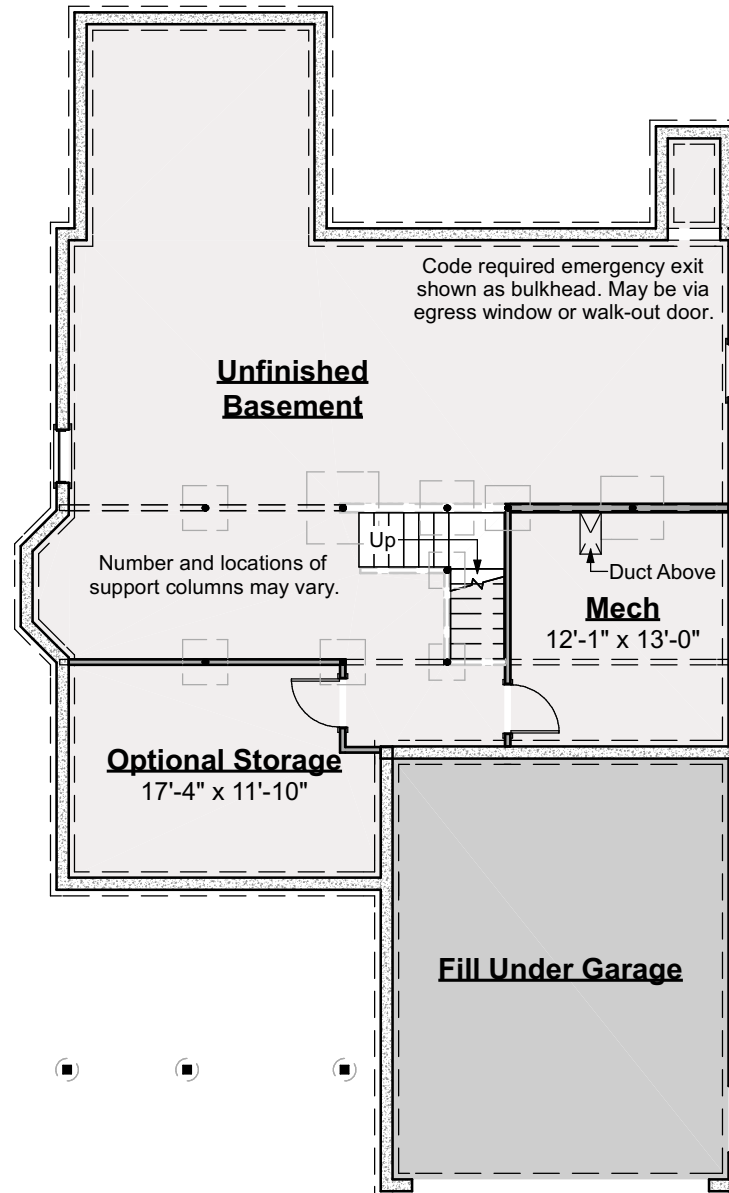 Code required emergency exit
shown as bulkhead. May be via
egress window or walk-out door.
Unfinished
Basement
Up
Number and locations of
support columns may vary.
Duct Above
Mech
12'-1" x 13'-0"
Optional Storage
17'-4" x 11'-10"
Fill Under Garage